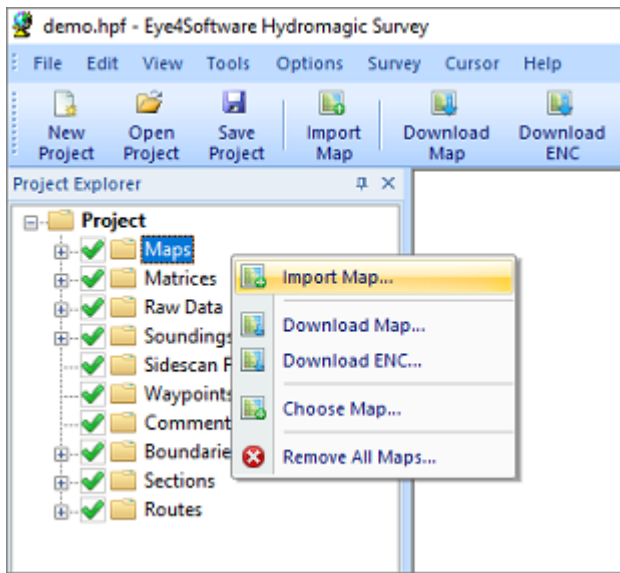 demo.hpf - Eye4Software Hydromagic Survey
File Edit View Tools Options Survey Cursor Help
New Project Open Project Save Project Import Map Download Map Download ENC
Project Explorer
Project
Maps
Matrices
Raw Data
Soundings
Sidescan F
Waypoints
Comment
Boundarie
Sections
Routes
Import Map...
Download Map...
Download ENC...
Choose Map...
Remove All Maps...